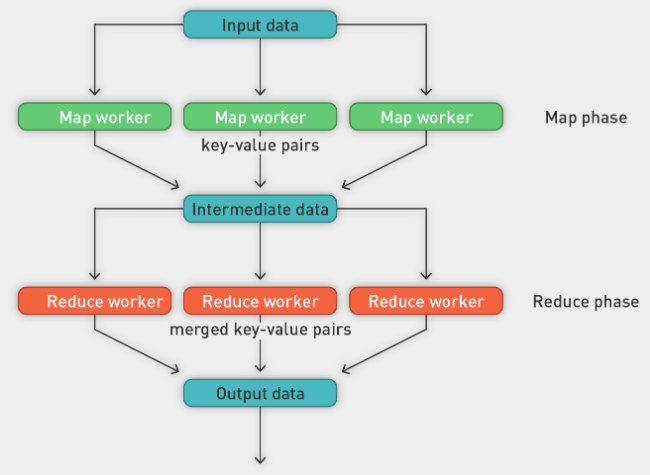 Input data
Map worker Map worker Map worker Map phase
key-value pairs
Intermediate data
Reduce worker Reduce worker Reduce worker Reduce phase
merged key-value pairs
Output data